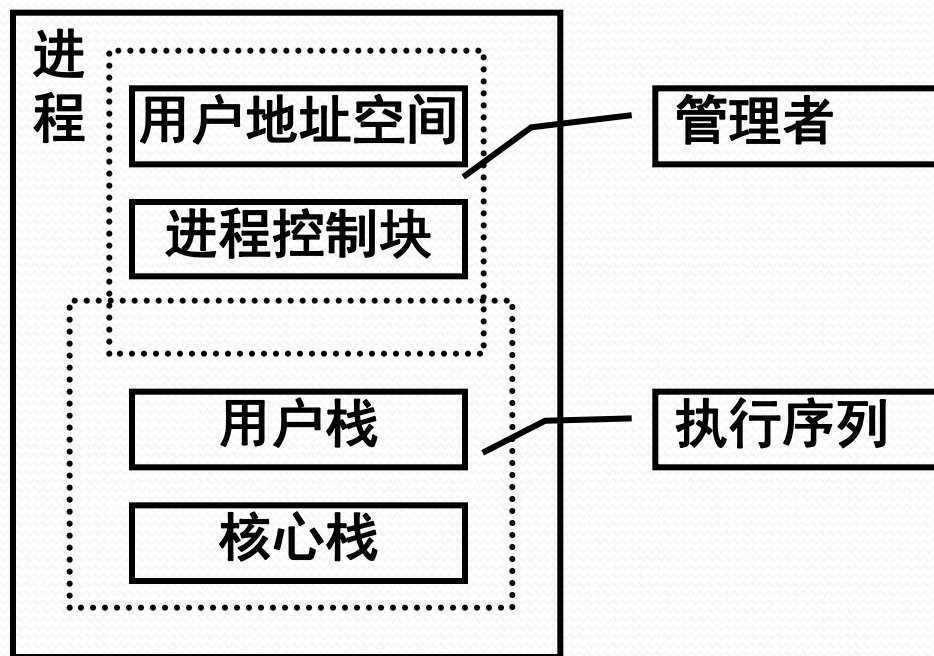 进
程
用户地址空间
管理者
进程控制块
用户栈
执行序列
核心栈